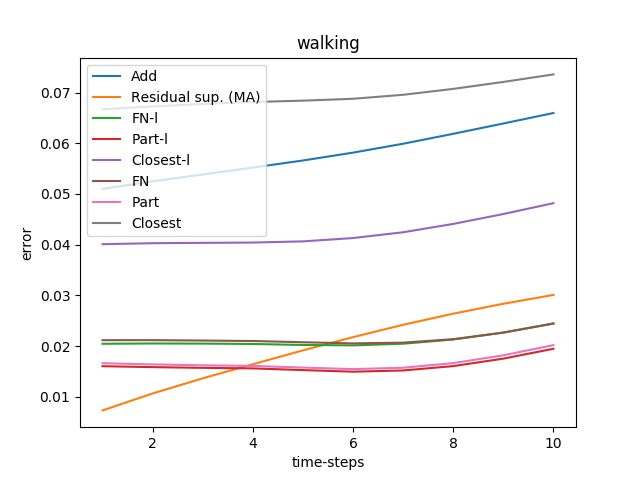 walking
Add
Residual sup. (MA)
FN-l
Part-l
Closest-l
FN
Part
Closest
0.07
0.06
0.05
0.04
0.03
0.02
0.01
error
2 4 6 8 10
time-steps